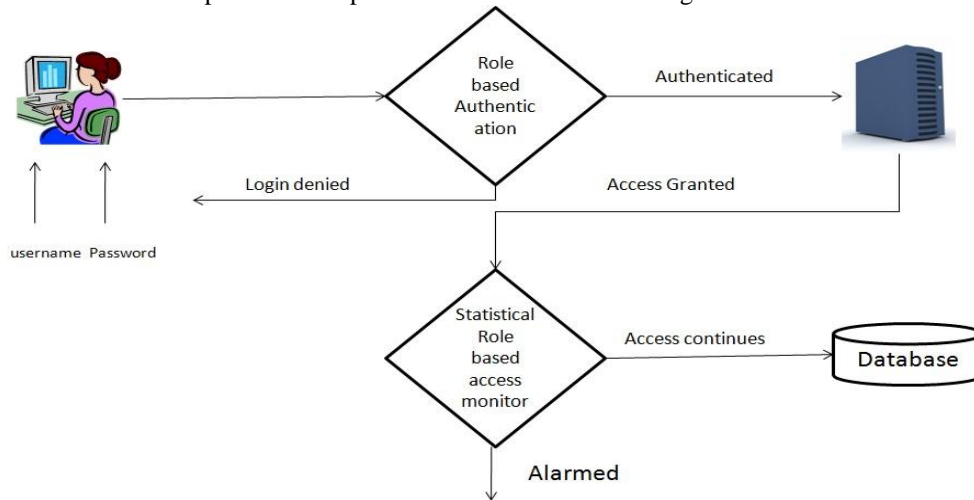 Role
based
Authentic
ation
Authenticated
Login denied
Access Granted
username Password
Statistical
Role
based
access
monitor
Access continues
Database
Alarmed